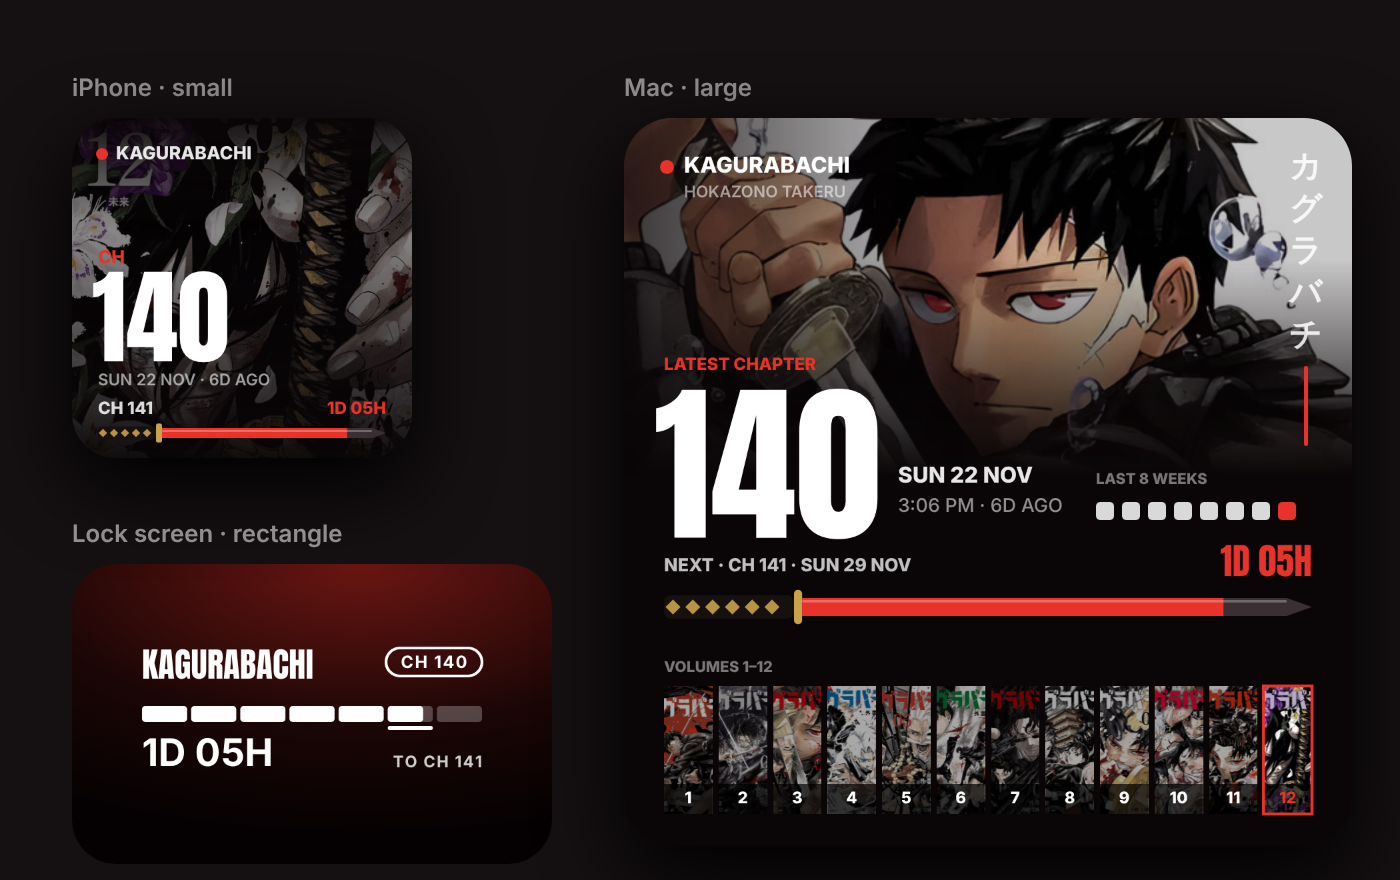 iPhone · small
12
KAGURABACHI
未来
CH
140
SUN 22 NOV · 6D AGO
CH 141
1D 05H
Lock screen · rectangle
KAGURABACHI
CH 140
1D 05H
TO CH 141
Mac · large
KAGURABACHI
HOKAZONO TAKERU
カグラバチ
LATEST CHAPTER
140
SUN 22 NOV
3:06 PM · 6D AGO
LAST 8 WEEKS
NEXT · CH 141 · SUN 29 NOV
1D 05H
VOLUMES 1–12
1 2 3 4 5 6 7 8 9 10 11 12